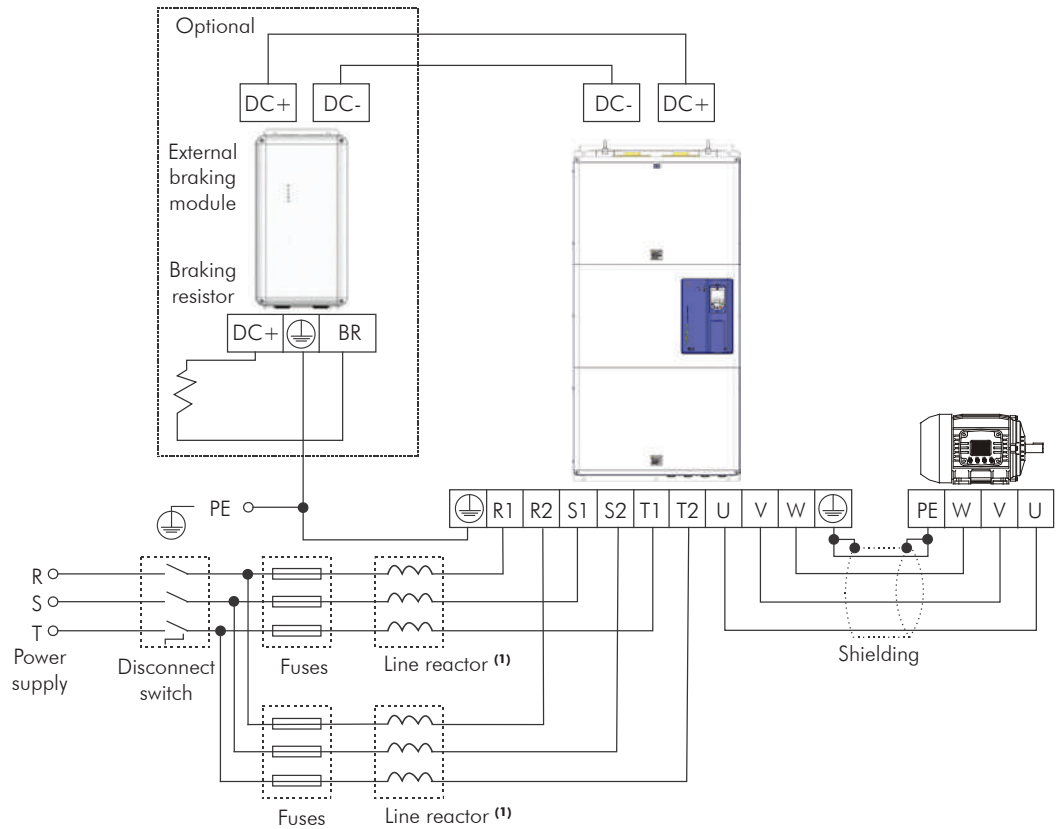 Optional
DC+ DC- DC- DC+
External
braking
module
Braking
resistor
DC+ BR
PE
R1 R2 S1 S2 T1 T2 U V W
PE W V U
R
S
T
Power
supply
Disconnect
switch
Fuses
Line reactor (1)
Shielding
Fuses
Line reactor (1)